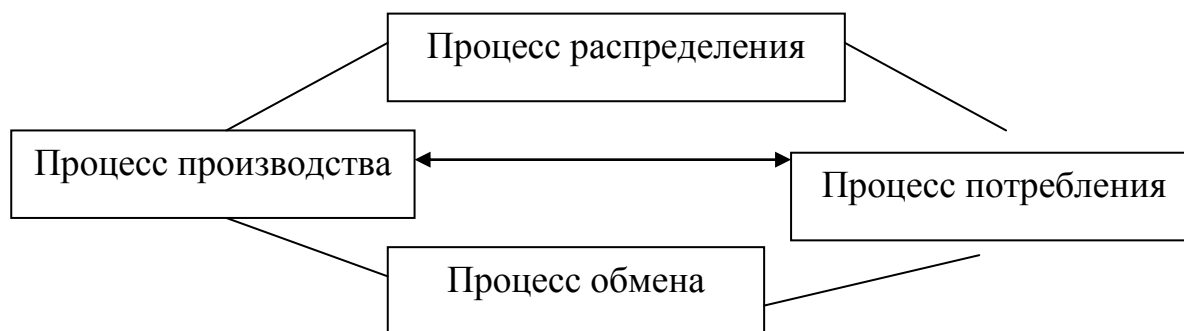 Процесс распределения
Процесс производства
Процесс потребления
Процесс обмена